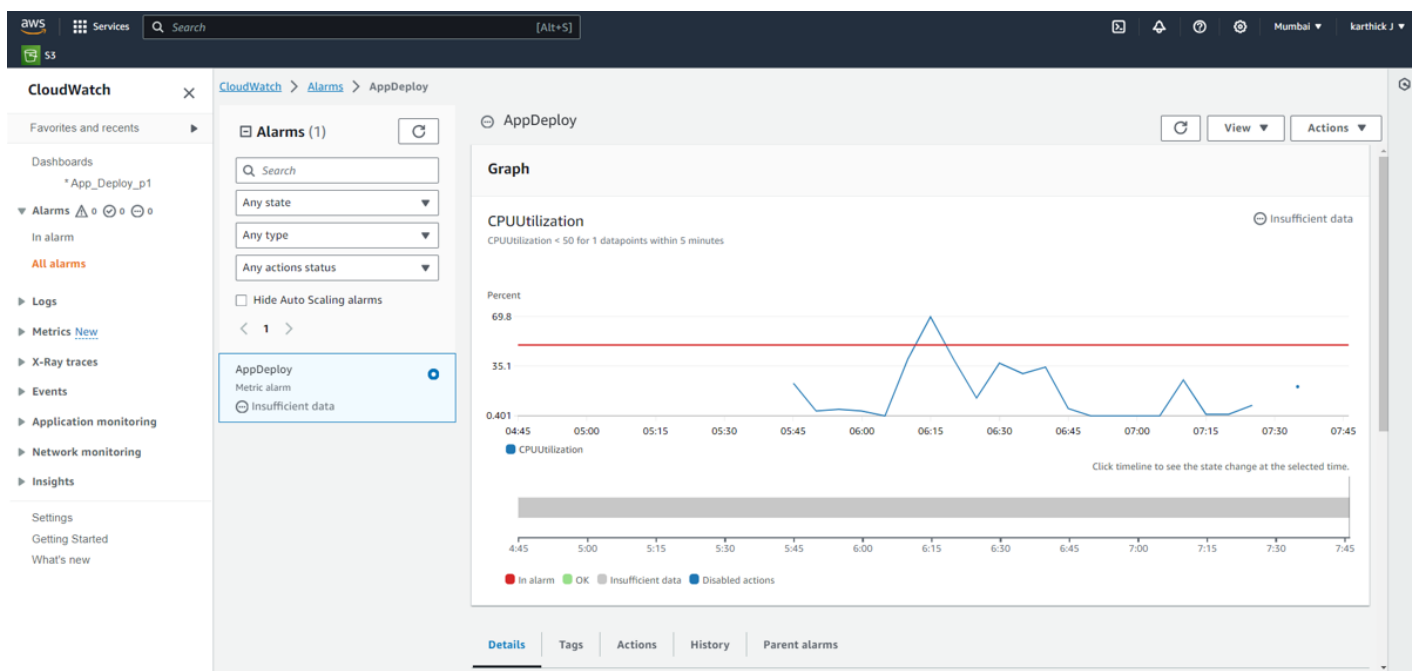 aws Services Search [Alt+S] Mumbai ▼ karthick J ▼
S3
CloudWatch
Favorites and recents
Dashboards
* App_Deploy_p1
Alarms 0 0 0
In alarm
All alarms
Logs
Metrics New
X-Ray traces
Events
Application monitoring
Network monitoring
Insights
Settings
Getting Started
What's new
CloudWatch > Alarms > AppDeploy
Alarms (1)
Search
Any state
Any type
Any actions status
Hide Auto Scaling alarms
< 1 >
AppDeploy
Metric alarm
Insufficient data
AppDeploy
View ▼ Actions ▼
Graph
CPUUtilization
Insufficient data
CPUUtilization < 50 for 1 datapoints within 5 minutes
Percent
69.8
35.1
0.401
04:45 05:00 05:15 05:30 05:45 06:00 06:15 06:30 06:45 07:00 07:15 07:30 07:45
CPUUtilization
Click timeline to see the state change at the selected time.
4:45 5:00 5:15 5:30 5:45 6:00 6:15 6:30 6:45 7:00 7:15 7:30 7:45
In alarm OK Insufficient data Disabled actions
Details Tags Actions History Parent alarms